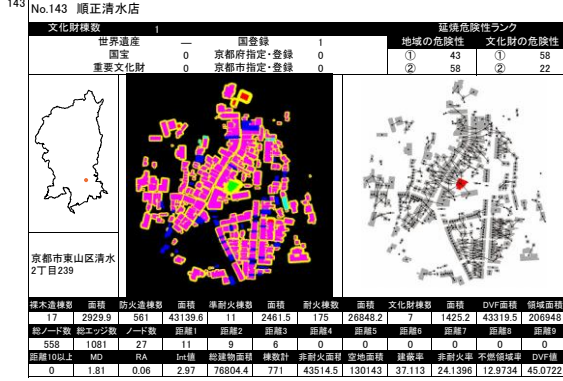 143
No.143 順正清水店
文化財棟数 1 延焼危険性ランク
世界遺産 — 国登録 1 地域の危険性 文化財の危険性
国宝 0 京都府指定・登録 0 ① 43 ① 58
重要文化財 0 京都市指定・登録 0 ② 58 ② 22
京都市東山区清水
2丁目239
裸木造棟数 面積 防火造棟数 面積 準耐火棟数 面積 耐火棟数 面積 文化財棟数 面積 DVF面積 領域面積
17 2929.9 561 43139.6 11 2461.5 175 26848.2 7 1425.2 43319.5 206948
総ノード数 総エッジ数 ノード数 距離1 距離2 距離3 距離4 距離5 距離6 距離7 距離8 距離9
558 1081 27 11 9 6 0 0 0 0 0 0
距離10以上 MD RA Int値 総建物面積 棟数計 非耐火面積 空地面積 建蔽率 非耐火率 不燃領域率 DVF値
0 1.81 0.06 2.97 76804.4 771 43514.5 130143 37.113 24.1396 12.9734 45.0722